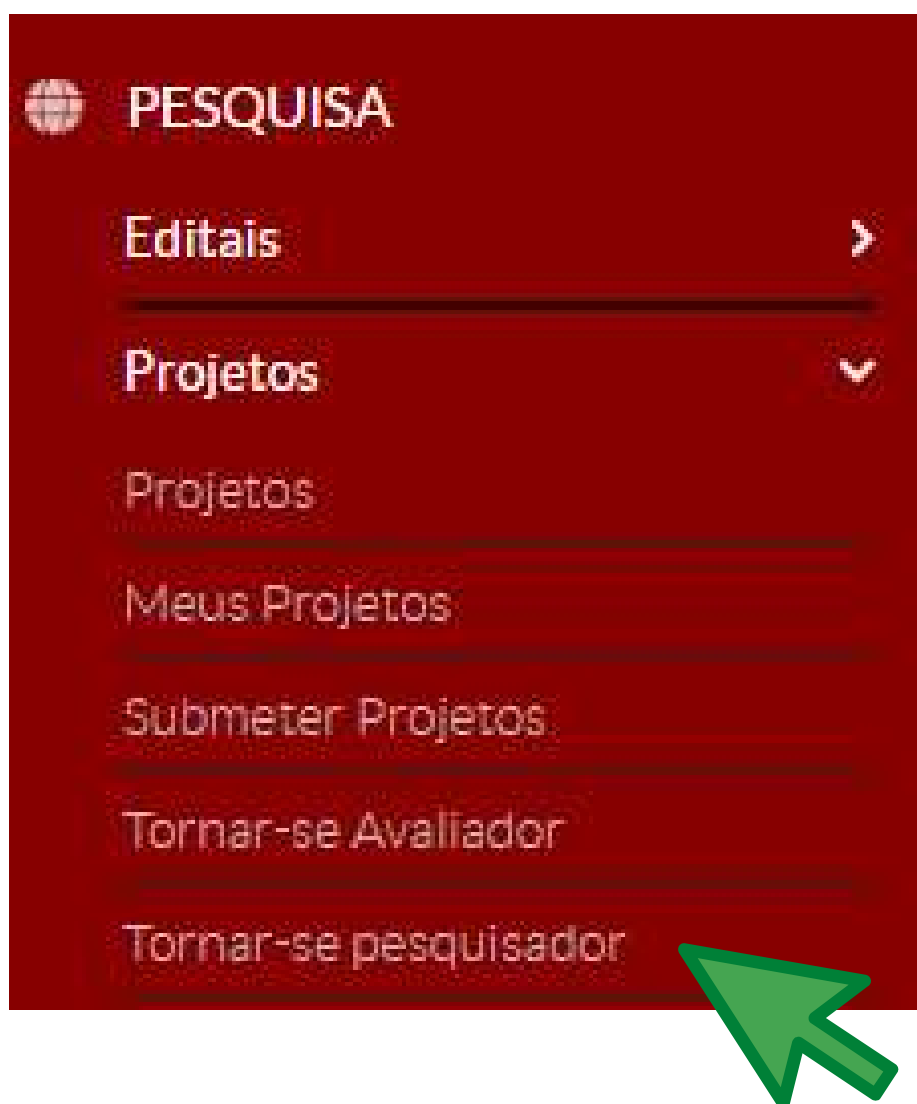 PESQUISA
Editais
Projetos
Projetos
Meus Projetos
Submeter Projetos
Tornar-se Avaliador
Tornar-se pesquisador